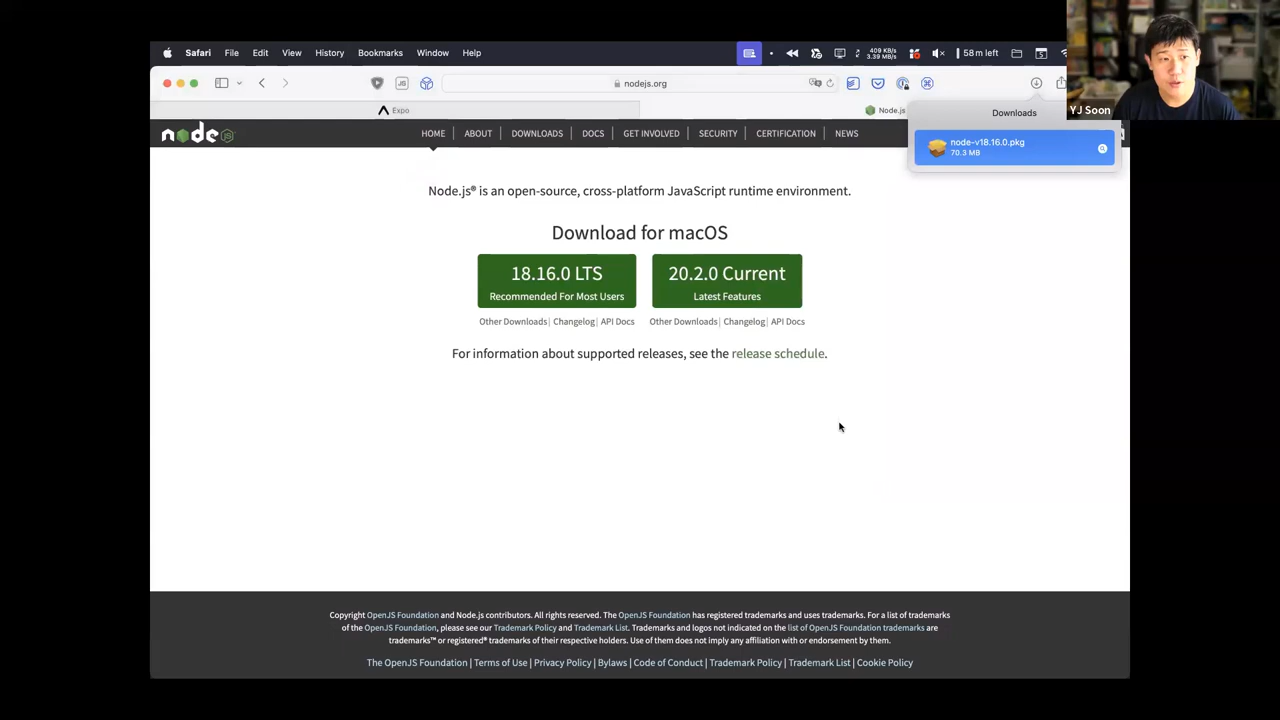 Safari File Edit View History Bookmarks Window Help
409 KB/s
3.39 MB/s
58 m left
nodejs.org
Expo
Node.js
YJ Soon
Downloads
node-v18.16.0.pkg
70.3 MB
node
HOME ABOUT DOWNLOADS DOCS GET INVOLVED SECURITY CERTIFICATION NEWS
Node.js® is an open-source, cross-platform JavaScript runtime environment.
Download for macOS
18.16.0 LTS
Recommended For Most Users
20.2.0 Current
Latest Features
Other Downloads | Changelog | API Docs
Other Downloads | Changelog | API Docs
For information about supported releases, see the release schedule.
Copyright OpenJS Foundation and Node.js contributors. All rights reserved. The OpenJS Foundation has registered trademarks and uses trademarks. For a list of trademarks
of the OpenJS Foundation, please see our Trademark Policy and Trademark List. Trademarks and logos not indicated on the list of OpenJS Foundation trademarks are
trademarks™ or registered® trademarks of their respective holders. Use of them does not imply any affiliation with or endorsement by them.
The OpenJS Foundation | Terms of Use | Privacy Policy | Bylaws | Code of Conduct | Trademark Policy | Trademark List | Cookie Policy